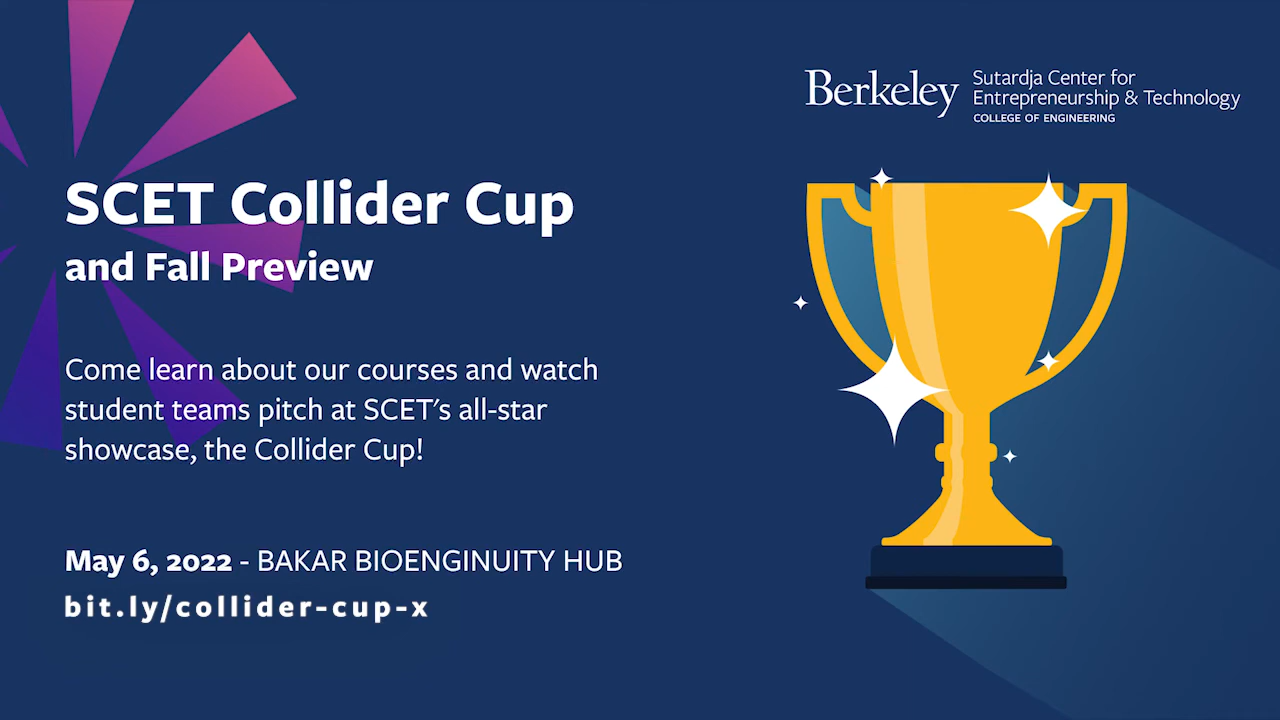 Berkeley
Sutardja Center for
Entrepreneurship & Technology
COLLEGE OF ENGINEERING
SCET Collider Cup
and Fall Preview
Come learn about our courses and watch
student teams pitch at SCET's all-star
showcase, the Collider Cup!
May 6, 2022 - BAKAR BIOENGINUITY HUB
bit.ly/collider-cup-x